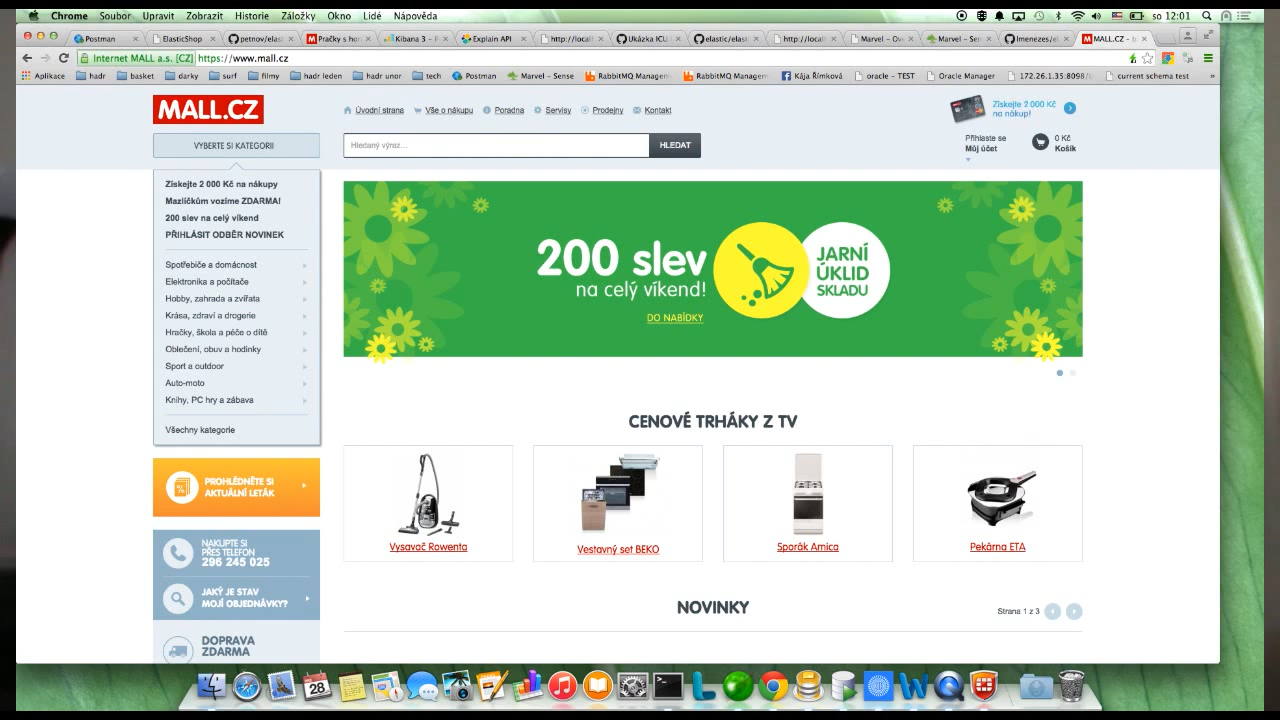 Chrome Soubor Upravit Zobrazit Historie Záložky Okno Lidé Nápověda
so 12:01
Postman
ElasticShop
petnov/elast
Pračky s hor
Kibana 3
Explain API
http://locall
Ukázka ICU
elastic/elast
http://locall
http://locall
Marvel - Ove
Marvel - Sen
imenezes/el
MALL.CZ - b
Internet MALL a.s. [CZ] https://www.mall.cz
Aplikace hadr basket darky surf filmy hadr leden hadr unor tech Postman Marvel - Sense RabbitMQ Managem RabbitMQ Managem Kája Římková oracle - TEST Oracle Manager 172.26.1.35:8098/ current schema test »
MALL.CZ
Úvodní strana Vše o nákupu Poradna Servisy Prodejny Kontakt
Získejte 2 000 Kč
na nákup!
VYBERTE SI KATEGORII
Hledaný výraz...
HLEDAT
Přihlaste se
Můj účet
0 Kč
Košík
Získejte 2 000 Kč na nákupy
Mazlíčkům vozíme ZDARMA!
200 slev na celý víkend
PŘIHLÁSIT ODBĚR NOVINEK
Spotřebiče a domácnost
Elektronika a počítače
Hobby, zahrada a zvířata
Krása, zdraví a drogerie
Hračky, škola a péče o dítě
Oblečení, obuv a hodinky
Sport a outdoor
Auto-moto
Knihy, PC hry a zábava
Všechny kategorie
200 slev
na celý víkend!
DO NABÍDKY
JARNÍ
ÚKLID
SKLADU
CENOVÉ TRHÁKY Z TV
Vysavač Rowenta
Vestavný set BEKO
Sporák Amica
Pekárna ETA
PROHLÉDNĚTE SI
AKTUÁLNÍ LETÁK
NAKUPTE SI
PŘES TELEFON
296 245 025
JAKÝ JE STAV
MOJÍ OBJEDNÁVKY?
DOPRAVA
ZDARMA
NOVINKY
Strana 1 z 3
28